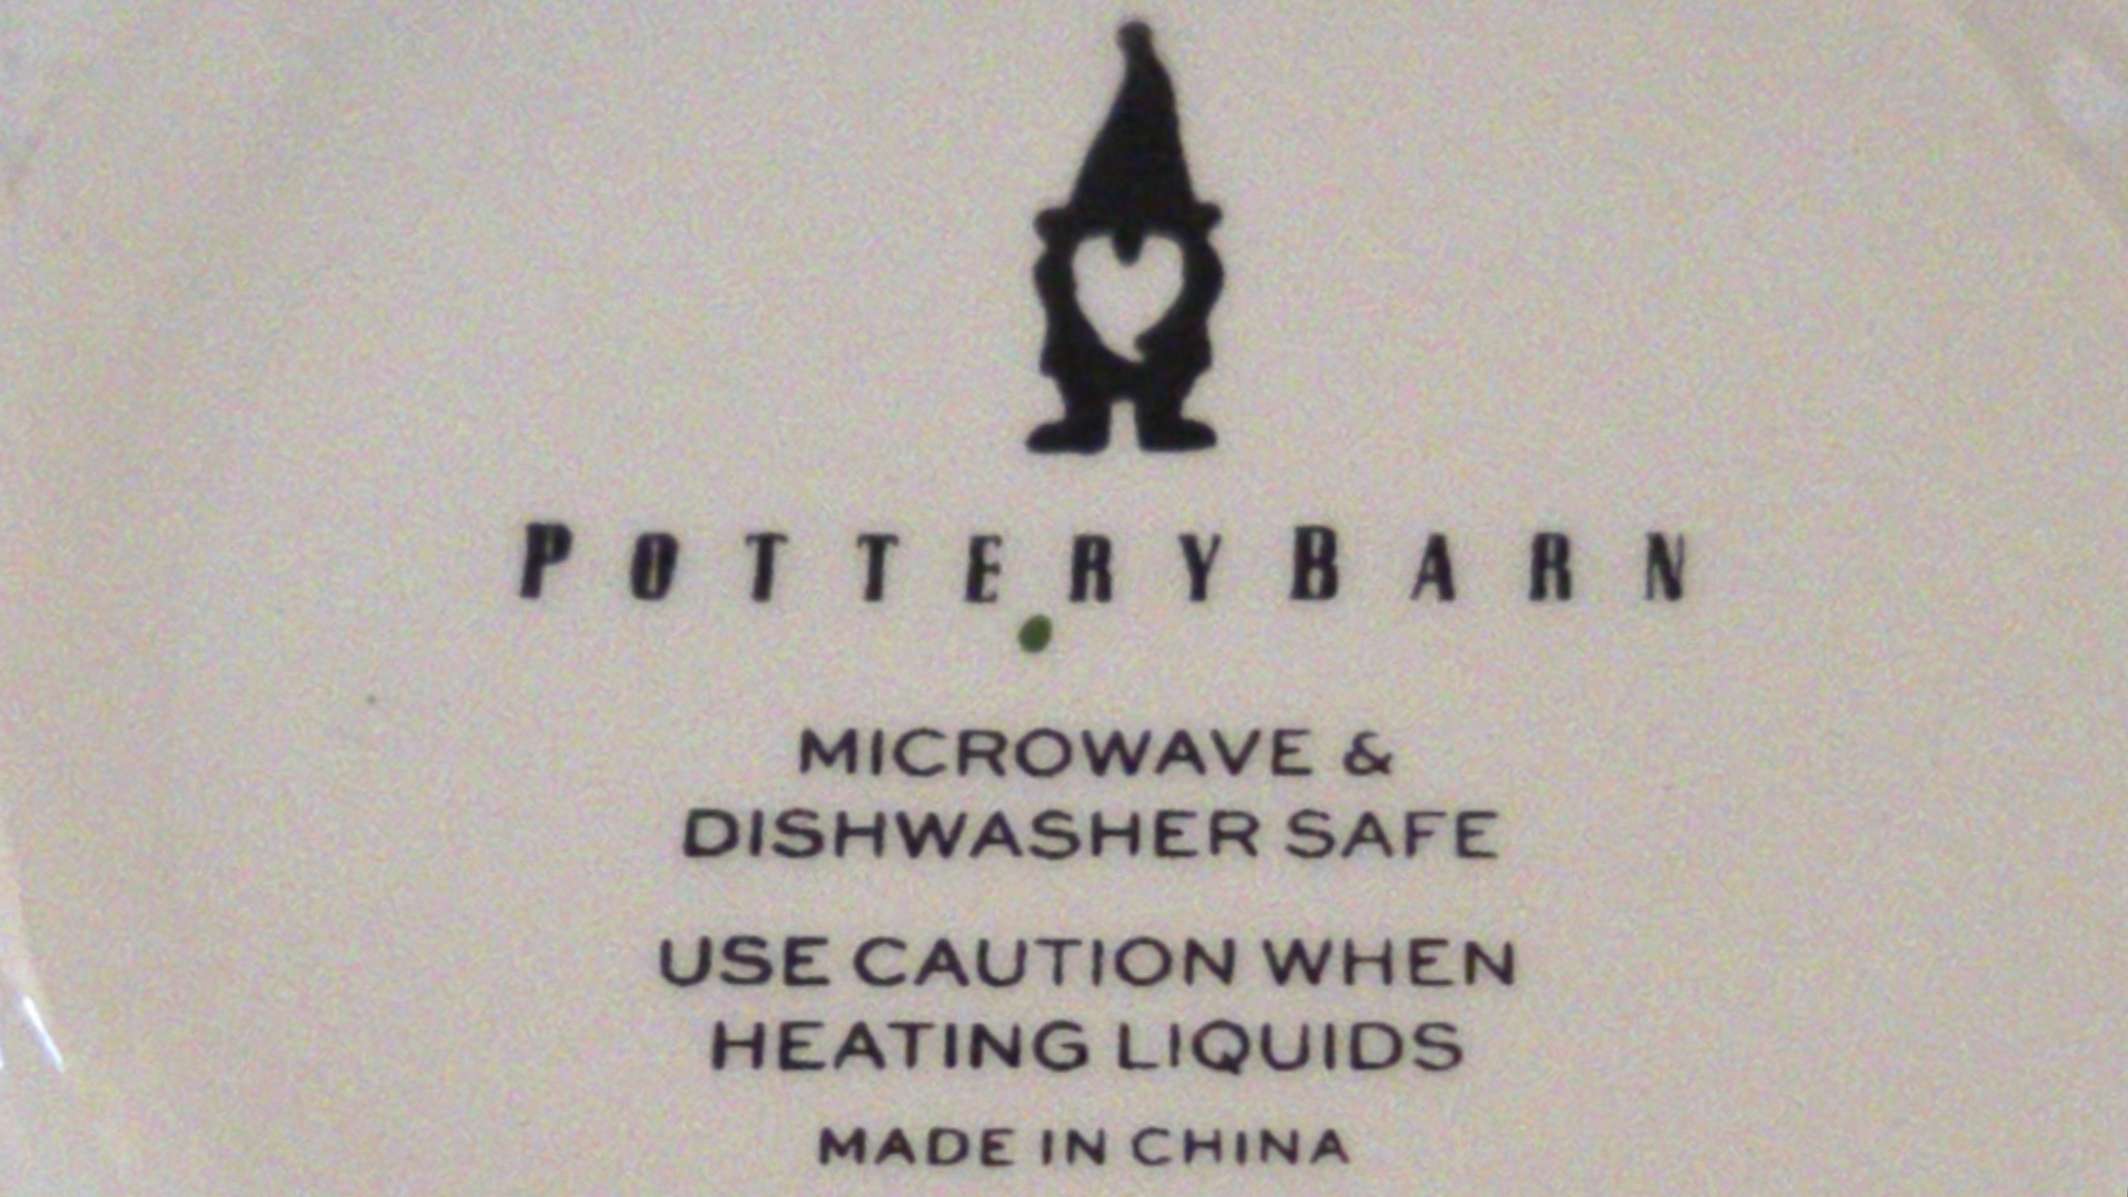 POTTERYBARN
MICROWAVE &
DISHWASHER SAFE
USE CAUTION WHEN
HEATING LIQUIDS
MADE IN CHINA